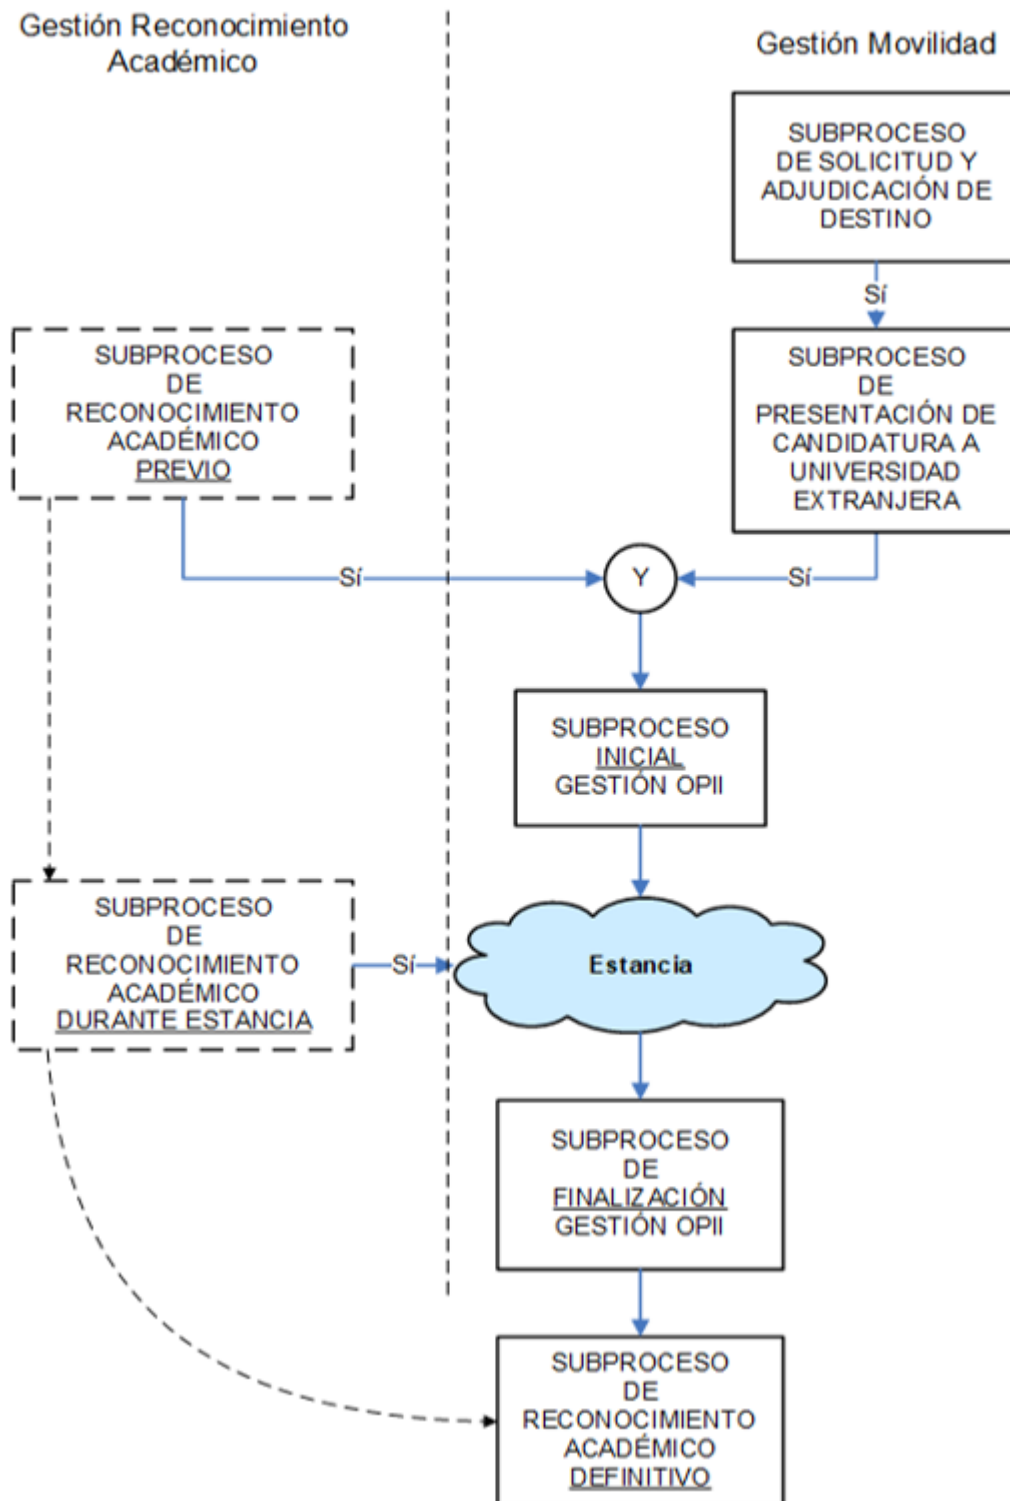 Gestión Reconocimiento
Académico
Gestión Movilidad
SUBPROCESO
DE SOLICITUD Y
ADJUDICACIÓN DE
DESTINO
Sí
SUBPROCESO
DE
RECONOCIMIENTO
ACADÉMICO
PREVIO
SUBPROCESO
DE
PRESENTACIÓN DE
CANDIDATURA A
UNIVERSIDAD
EXTRANJERA
Sí
Y
Sí
SUBPROCESO
INICIAL
GESTIÓN OPII
SUBPROCESO
DE
RECONOCIMIENTO
ACADÉMICO
DURANTE ESTANCIA
Sí
Estancia
SUBPROCESO
DE
FINALIZACIÓN
GESTIÓN OPII
SUBPROCESO
DE
RECONOCIMIENTO
ACADÉMICO
DEFINITIVO